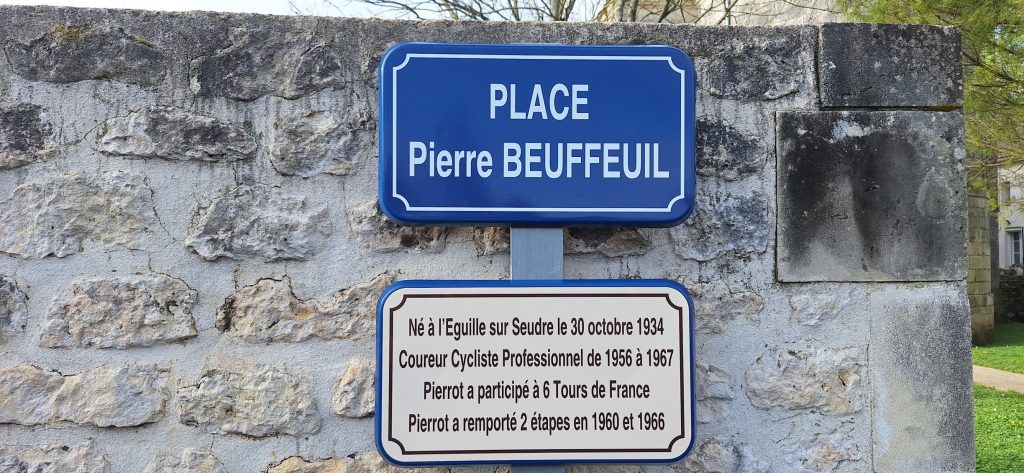 PLACE
Pierre BEUFFEUIL
Né à l'Eguille sur Seudre le 30 octobre 1934
Coureur Cycliste Professionnel de 1956 à 1967
Pierrot a participé à 6 Tours de France
Pierrot a remporté 2 étapes en 1960 et 1966